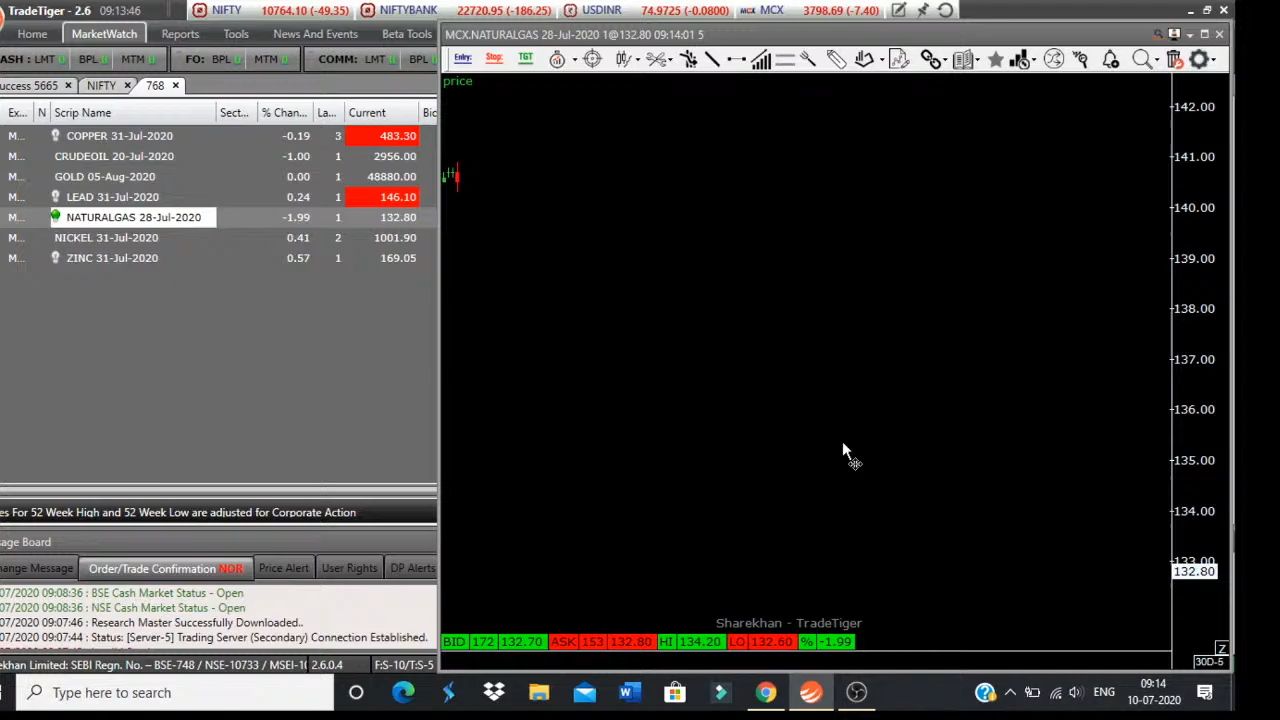 TradeTiger - 2.6 09:13:46 NIFTY 10764.10 (-49.35) NIFTYBANK 22720.95 (-186.25) USDINR 74.9725 (-0.0800) MCX MCX 3798.69 (-7.40)
Home MarketWatch Reports Tools News And Events Beta Tools
MCX.NATURALGAS 28-Jul-2020 1@132.80 09:14:01 5
ASH : LMT 0 BPL 0 MTM 0 FO: BPL 0 MTM 0 COMM: LMT 0 BPL
Entry: Stop: TGT
uccess 5665 NIFTY 768
price
Ex... N Scrip Name Sect... % Chan... La... Current Bid
M... COPPER 31-Jul-2020 -0.19 3 483.30
M... CRUDEOIL 20-Jul-2020 -1.00 1 2956.00
M... GOLD 05-Aug-2020 0.00 1 48880.00
M... LEAD 31-Jul-2020 0.24 1 146.10
M... NATURALGAS 28-Jul-2020 -1.99 1 132.80
M... NICKEL 31-Jul-2020 0.41 2 1001.90
M... ZINC 31-Jul-2020 0.57 1 169.05
142.00
141.00
140.00
139.00
138.00
137.00
136.00
135.00
134.00
133.00
132.80
es For 52 Week High and 52 Week Low are adjusted for Corporate Action
sage Board
hange Message Order/Trade Confirmation NOR Price Alert User Rights DP Alerts
07/2020 09:08:36 : BSE Cash Market Status - Open
07/2020 09:08:36 : NSE Cash Market Status - Open
07/2020 09:07:46 : Research Master Successfully Downloaded..
07/2020 09:07:44 : Status: [Server-5] Trading Server (Secondary) Connection Established.
Sharekhan - TradeTiger
BID 172 132.70 ASK 153 132.80 HI 134.20 LO 132.60 % -1.99
Z
30D-5
ekhan Limited: SEBI Regn. No. – BSE-748 / NSE-10733 / MSEI-10 2.6.0.4 F:S-10/T:S-5
Type here to search
ENG
09:14
10-07-2020